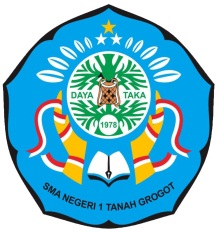 DAYA TAKA
1978
SMA NEGERI 1 TANAH GROGOT